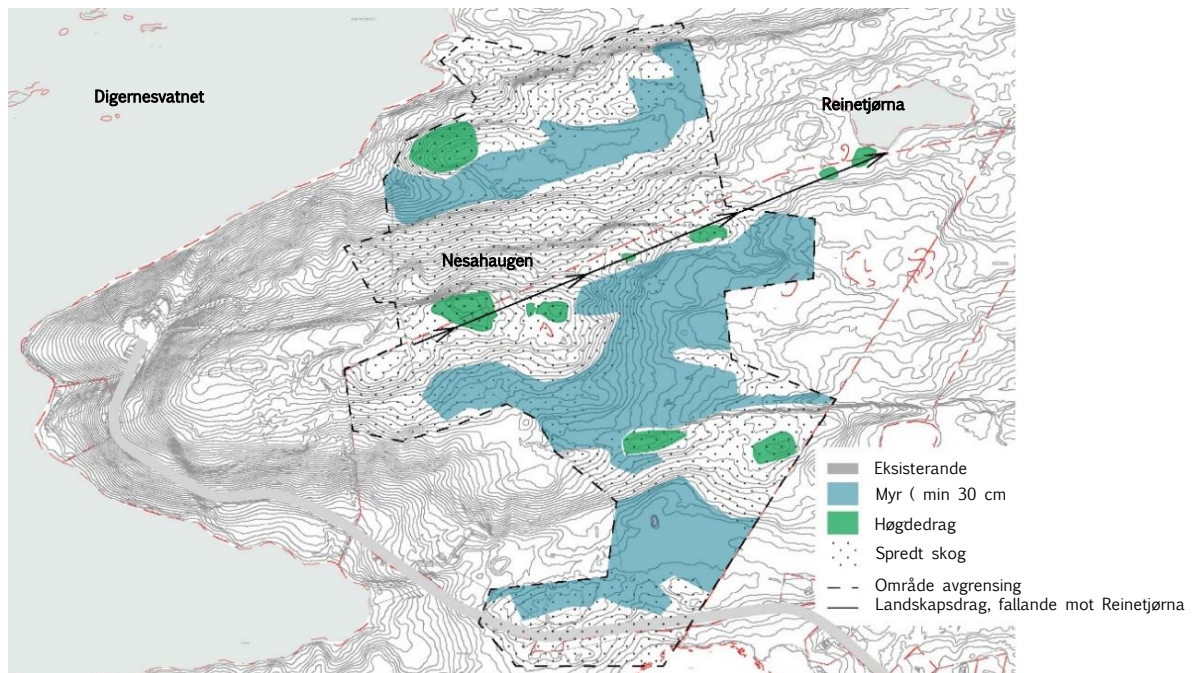 Digernesvatnet
Reinetjørna
Nesahaugen
Eksisterande
Myr ( min 30 cm
Høgdedrag
Spredt skog
Område avgrensing
Landskapsdrag, fallande mot Reinetjørna